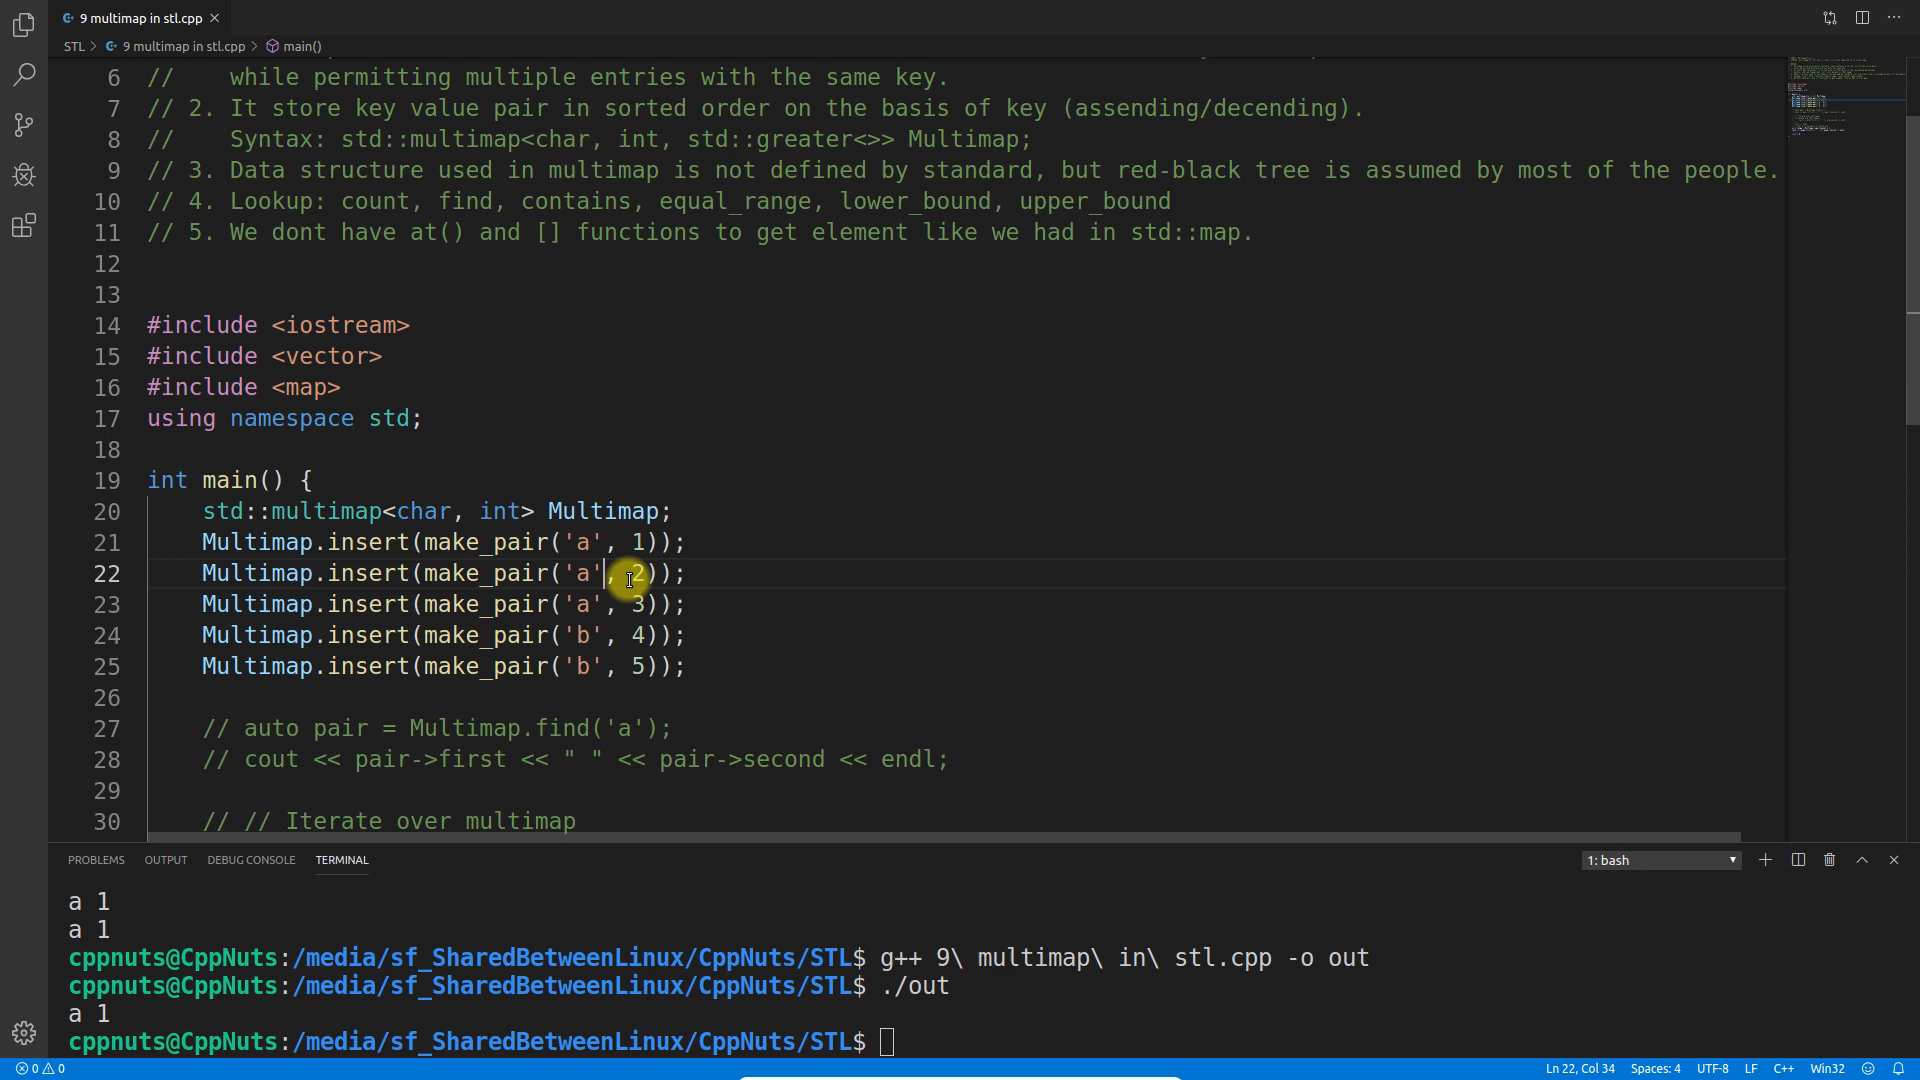 9 multimap in stl.cpp
STL > 9 multimap in stl.cpp > main()
6 // while permitting multiple entries with the same key.
7 // 2. It store key value pair in sorted order on the basis of key (assending/decending).
8 // Syntax: std::multimap<char, int, std::greater<>> Multimap;
9 // 3. Data structure used in multimap is not defined by standard, but red-black tree is assumed by most of the people.
10 // 4. Lookup: count, find, contains, equal_range, lower_bound, upper_bound
11 // 5. We dont have at() and [] functions to get element like we had in std::map.
12
13
14 #include <iostream>
15 #include <vector>
16 #include <map>
17 using namespace std;
18
19 int main() {
20 std::multimap<char, int> Multimap;
21 Multimap.insert(make_pair('a', 1));
22 Multimap.insert(make_pair('a', 2));
23 Multimap.insert(make_pair('a', 3));
24 Multimap.insert(make_pair('b', 4));
25 Multimap.insert(make_pair('b', 5));
26
27 // auto pair = Multimap.find('a');
28 // cout << pair->first << " " << pair->second << endl;
29
30 // // Iterate over multimap
PROBLEMS OUTPUT DEBUG CONSOLE TERMINAL 1: bash
a 1
a 1
cppnuts@CppNuts:/media/sf_SharedBetweenLinux/CppNuts/STL$ g++ 9\ multimap\ in\ stl.cpp -o out
cppnuts@CppNuts:/media/sf_SharedBetweenLinux/CppNuts/STL$ ./out
a 1
cppnuts@CppNuts:/media/sf_SharedBetweenLinux/CppNuts/STL$
0 0 Ln 22, Col 34 Spaces: 4 UTF-8 LF C++ Win32